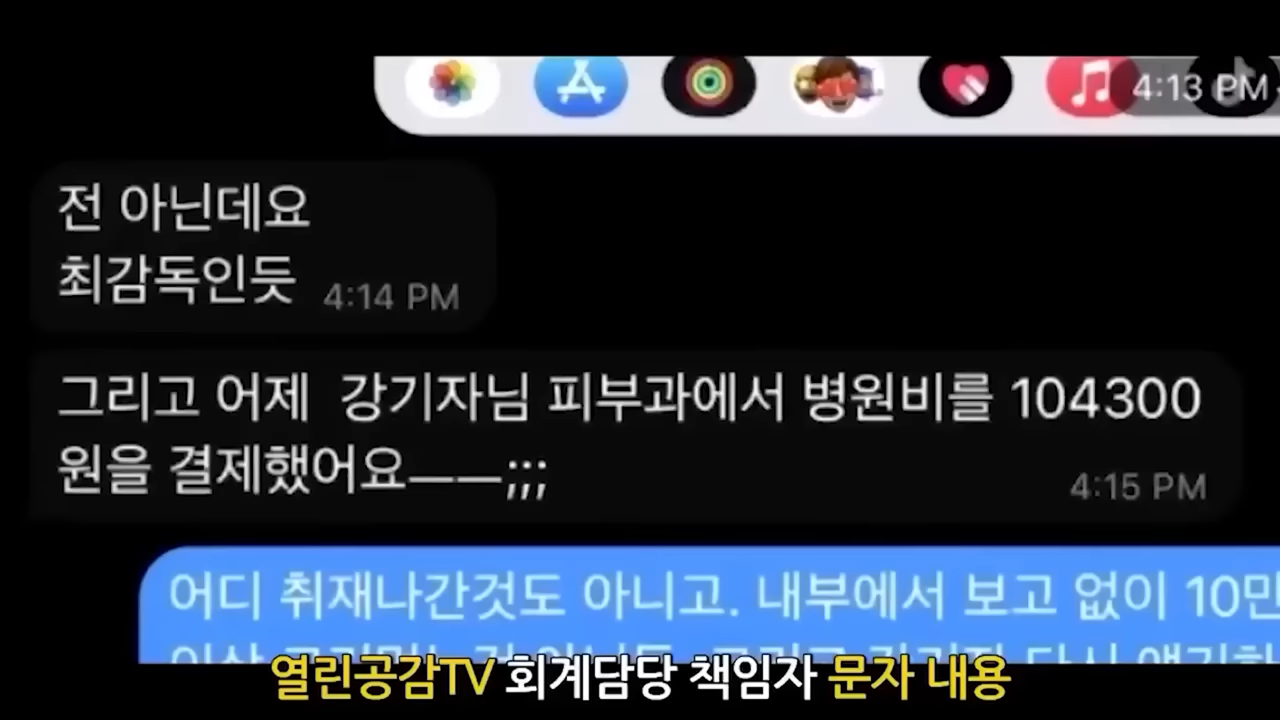 4:13 PM
전 아닌데요
최감독인듯 4:14 PM
그리고 어제 강기자님 피부과에서 병원비를 104300
원을 결제했어요ㅡㅡ;;;
4:15 PM
어디 취재나간것도 아니고. 내부에서 보고 없이 10만
열린공감TV 회계담당 책임자 문자 내용